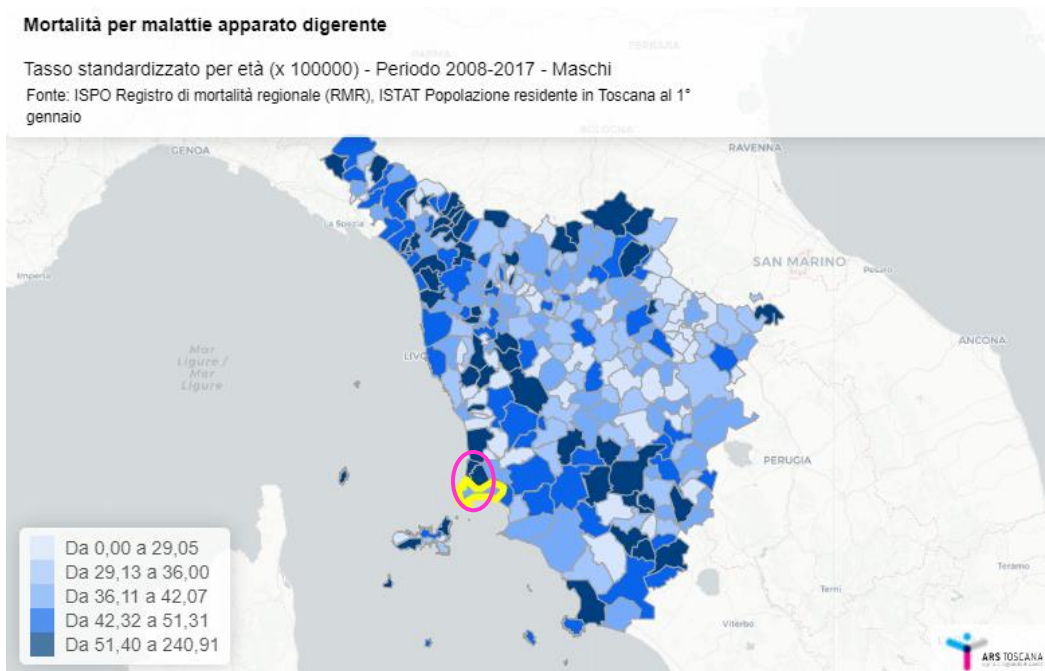 Mortalità per malattie apparato digerente
Tasso standardizzato per età (x 100000) - Periodo 2008-2017 - Maschi
Fonte: ISPO Registro di mortalità regionale (RMR), ISTAT Popolazione residente in Toscana al 1°
gennaio
PARMA
FERRARA
BOLOGNA
GENOA
RAVENNA
La Spezia
Imperia
SAN MARINO
Pesaro
ANCONA
Mar
Ligure /
Mar
Ligure
LIVO
PERUGIA
Teramo
Terni
Viterbo
Da 0,00 a 29,05
Da 29,13 a 36,00
Da 36,11 a 42,07
Da 42,32 a 51,31
Da 51,40 a 240,91
ARS TOSCANA